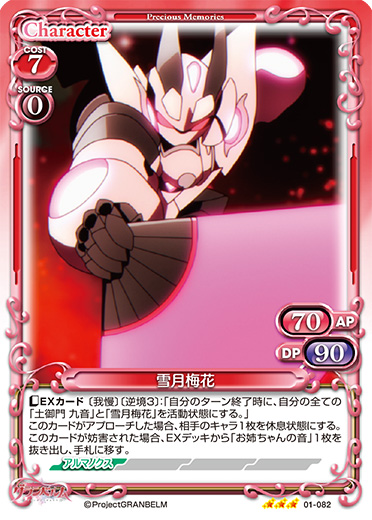 Precious Memories
Character
COST
7
SOURCE
0
70 AP
DP 90
雪月梅花
EXカード [我慢] [逆境3]:「自分のターン終了時に、自分の全ての
「土御門 九音」と「雪月梅花」を活動状態にする。」
このカードがアプローチした場合、相手のキャラ1枚を休息状態にする。
このカードが妨害された場合、EXデッキから「お姉ちゃんの音」1枚を
抜き出し、手札に移す。
アルマノクス
グランベルム
©ProjectGRANBELM
01-082